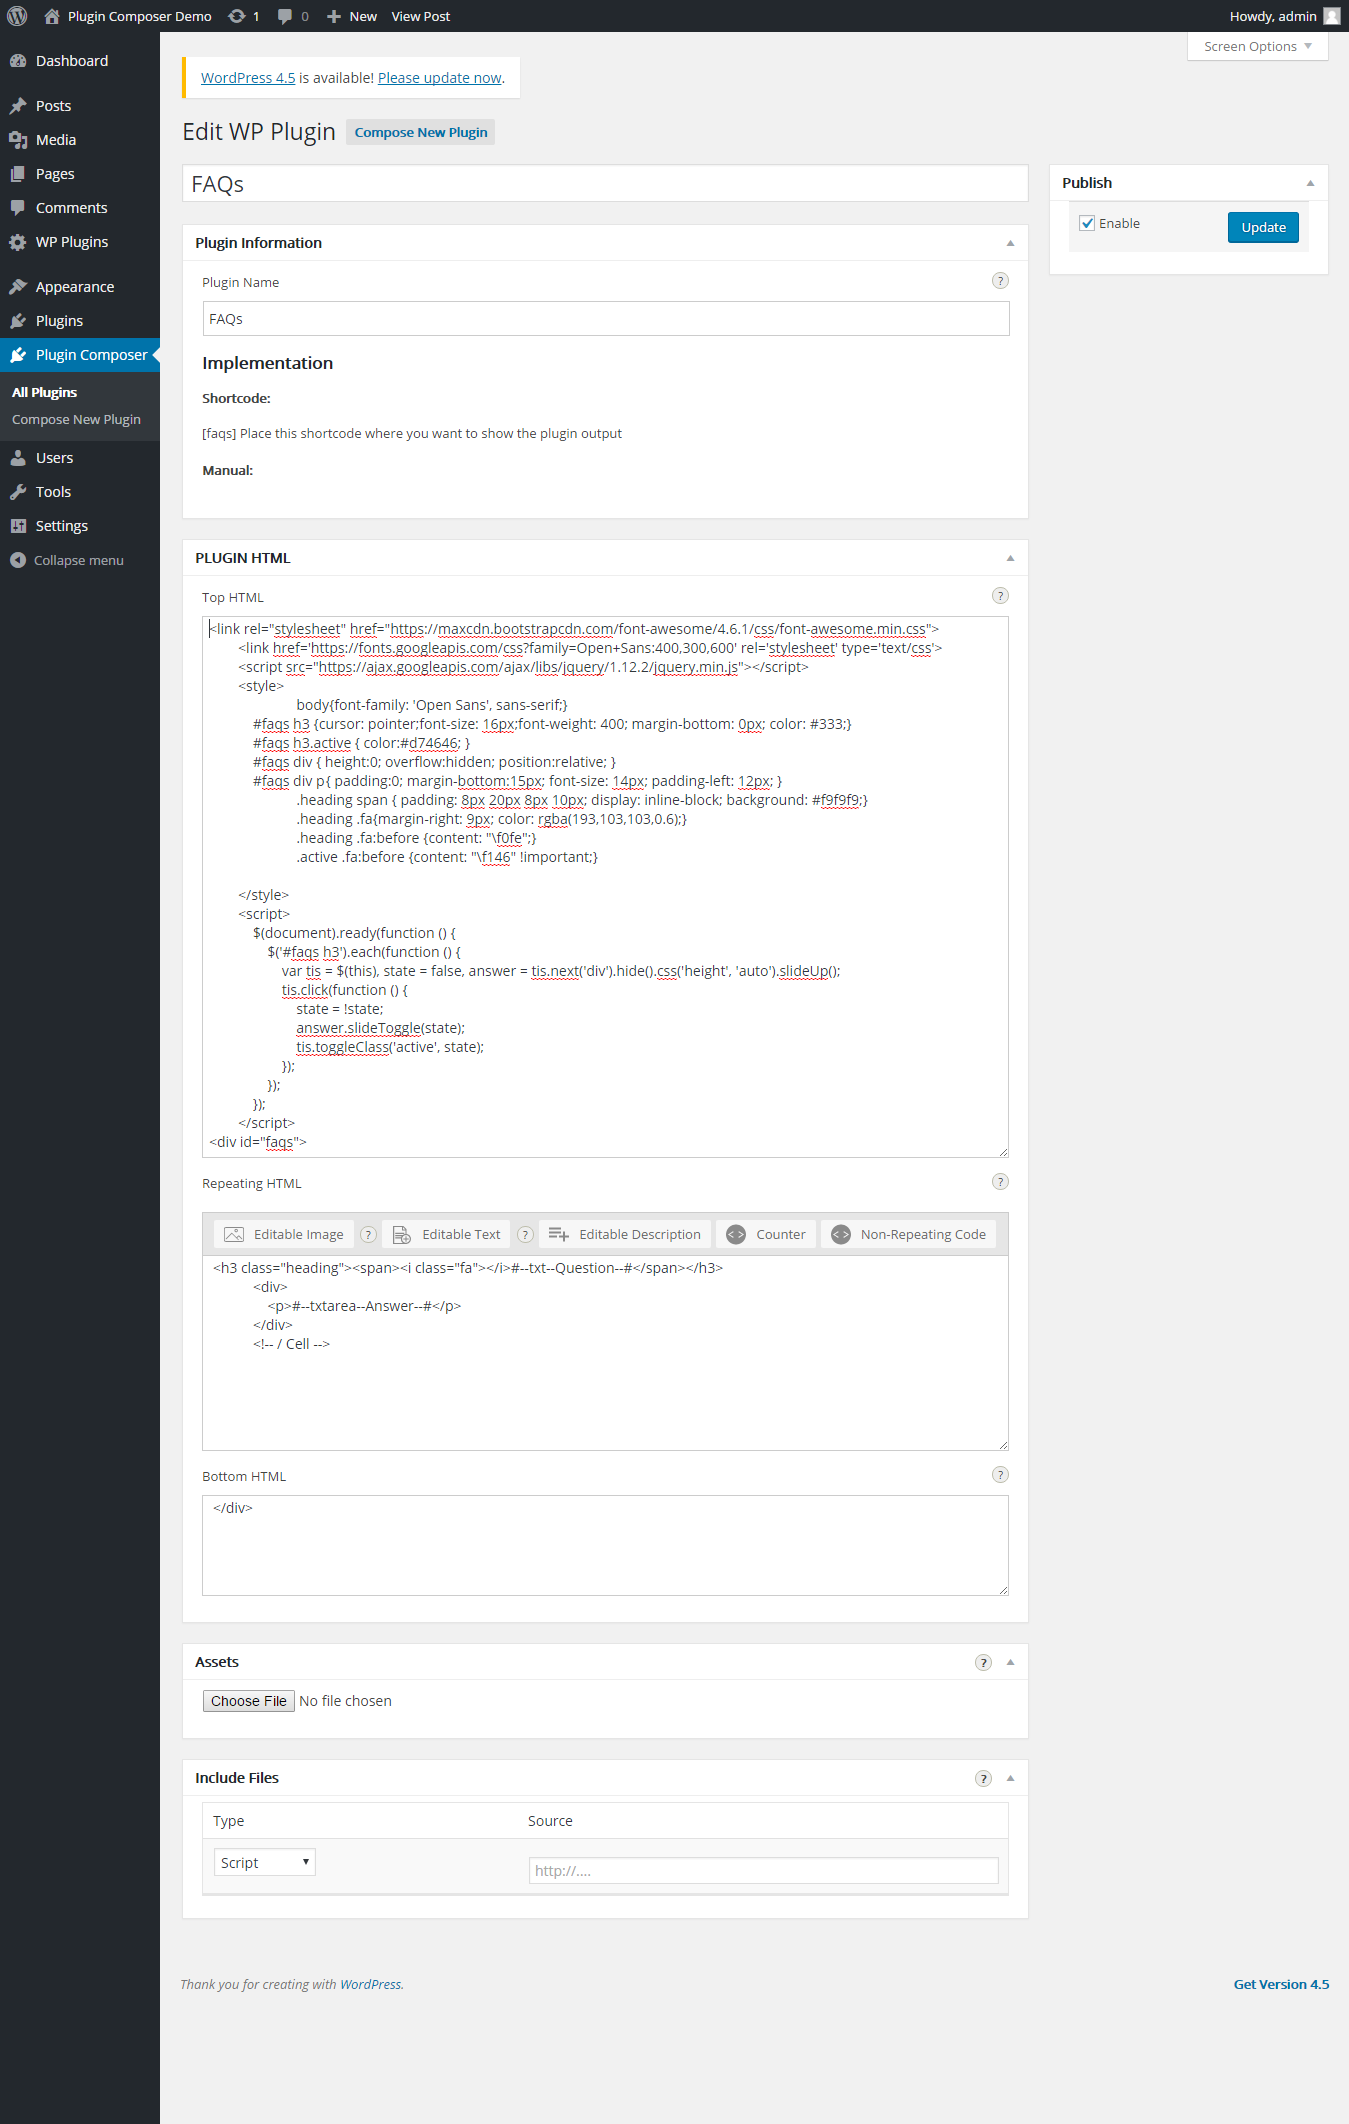 Plugin Composer Demo 1 0 New View Post Howdy, admin
Screen Options
Dashboard
Posts
Media
Pages
Comments
WP Plugins
Appearance
Plugins
Plugin Composer
All Plugins
Compose New Plugin
Users
Tools
Settings
Collapse menu
WordPress 4.5 is available! Please update now.
Edit WP Plugin Compose New Plugin
FAQs
Publish
Enable Update
Plugin Information
Plugin Name ?
FAQs
Implementation
Shortcode:
[faqs] Place this shortcode where you want to show the plugin output
Manual:
PLUGIN HTML
Top HTML ?
<link rel="stylesheet" href="https://maxcdn.bootstrapcdn.com/font-awesome/4.6.1/css/font-awesome.min.css">
<link href='https://fonts.googleapis.com/css?family=Open+Sans:400,300,600' rel='stylesheet' type='text/css'>
<script src="https://ajax.googleapis.com/ajax/libs/jquery/1.12.2/jquery.min.js"></script>
<style>
body{font-family: 'Open Sans', sans-serif;}
#faqs h3 {cursor: pointer;font-size: 16px;font-weight: 400; margin-bottom: 0px; color: #333;}
#faqs h3.active { color:#d74646; }
#faqs div { height:0; overflow:hidden; position:relative; }
#faqs div p{ padding:0; margin-bottom:15px; font-size: 14px; padding-left: 12px; }
.heading span { padding: 8px 20px 8px 10px; display: inline-block; background: #f9f9f9;}
.heading .fa{margin-right: 9px; color: rgba(193,103,103,0.6);}
.heading .fa:before {content: "\f0fe";}
.active .fa:before {content: "\f146" !important;}
</style>
<script>
$(document).ready(function () {
$('#faqs h3').each(function () {
var tis = $(this), state = false, answer = tis.next('div').hide().css('height', 'auto').slideUp();
tis.click(function () {
state = !state;
answer.slideToggle(state);
tis.toggleClass('active', state);
});
});
});
</script>
<div id="faqs">
Repeating HTML ?
Editable Image ? Editable Text ? Editable Description Counter Non-Repeating Code
<h3 class="heading"><span><i class="fa"></i>#--txt--Question--#</span></h3>
<div>
<p>#--txtarea--Answer--#</p>
</div>
<!-- / Cell -->
Bottom HTML ?
</div>
Assets ?
Choose File No file chosen
Include Files ?
Type Source
Script http://....
Thank you for creating with WordPress. Get Version 4.5